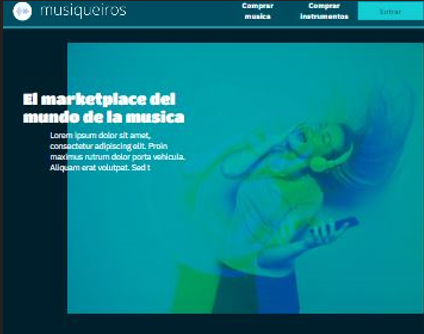 musiqueiros
Comprar
musica
Comprar
instrumentos
Entrar
El marketplace del
mundo de la musica
Lorem ipsum dolor sit amet,
consectetur adipiscing elit. Proin
maximus rutrum dolor porta vehicula.
Aliquam erat volutpat. Sed t